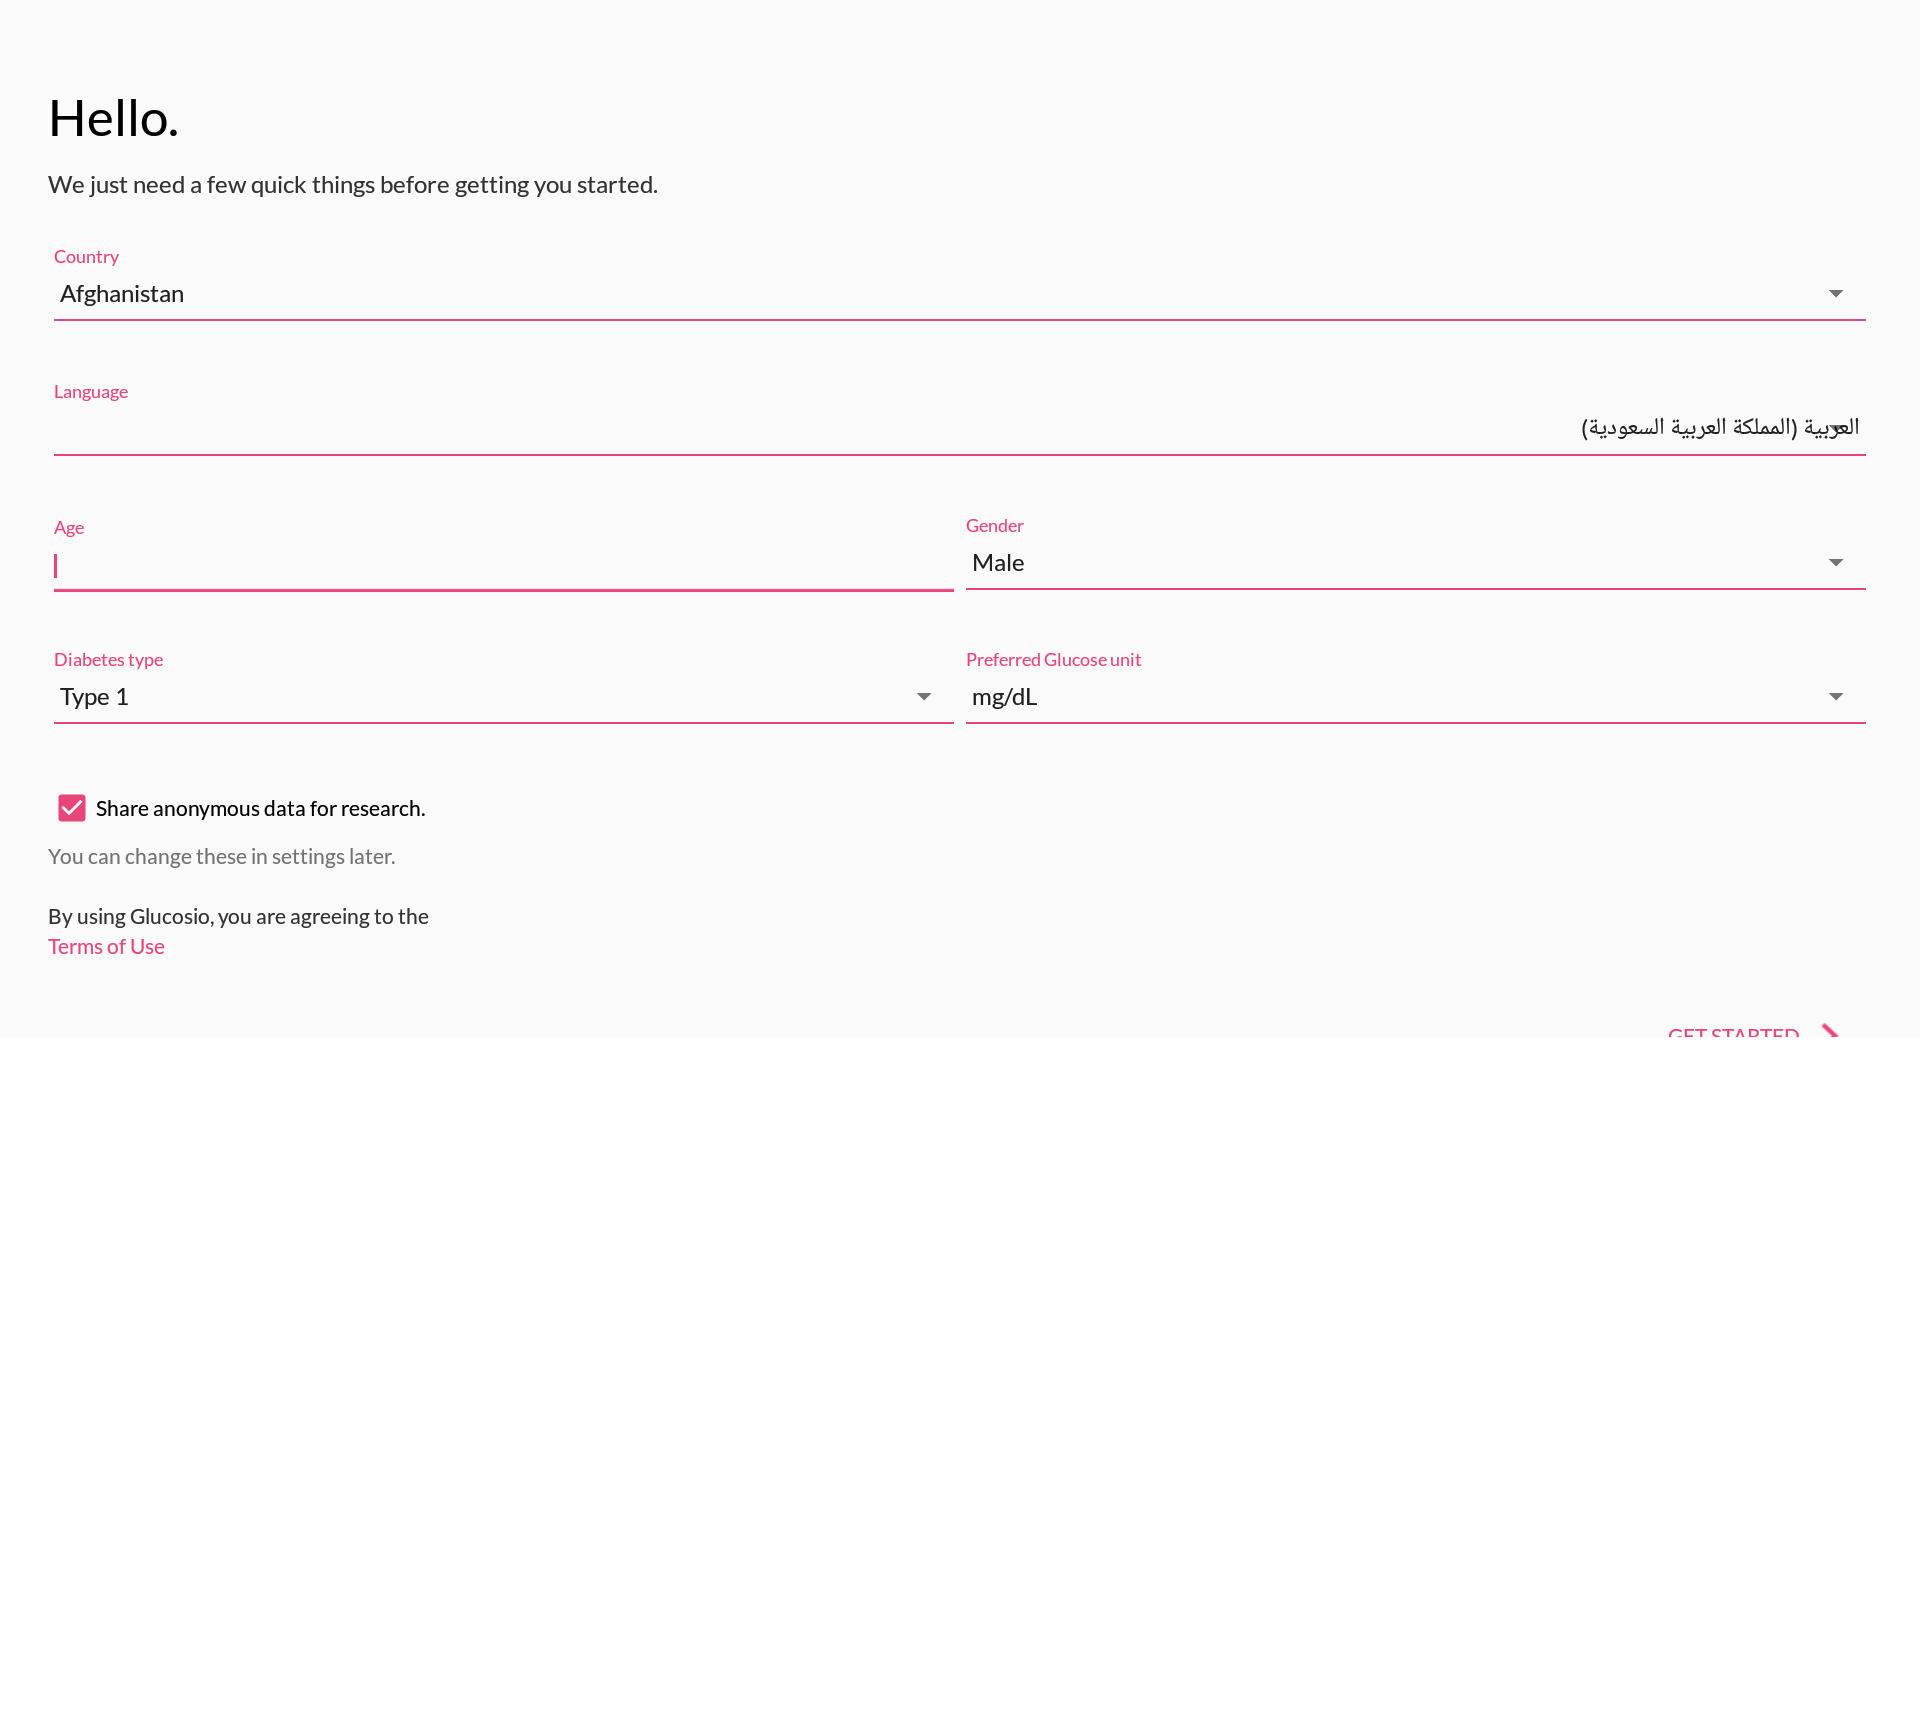 Hello.
We just need a few quick things before getting you started.
Country
Afghanistan
Language
العربية (المملكة العربية السعودية)
Age
Gender
Male
Diabetes type
Type 1
Preferred Glucose unit
mg/dL
Share anonymous data for research.
You can change these in settings later.
By using Glucosio, you are agreeing to the
Terms of Use
GET STARTED